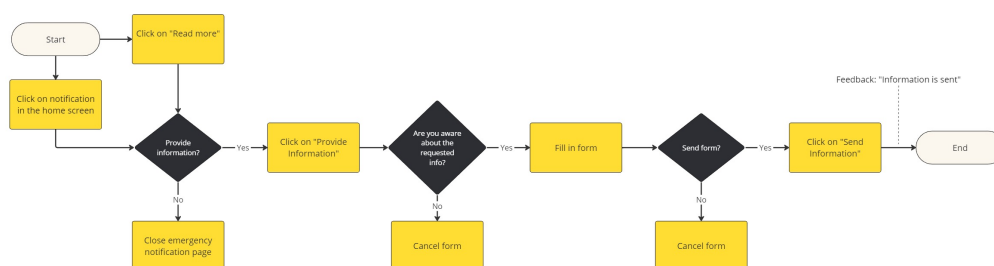 Start
Click on "Read more"
Click on notification
in the home screen
Provide
information?
Yes
No
Close emergency
notification page
Click on "Provide
Information"
Are you aware
about the
requested
info?
Yes
No
Cancel form
Fill in form
Send form?
Yes
No
Cancel form
Click on "Send
Information"
Feedback: "Information is sent"
End